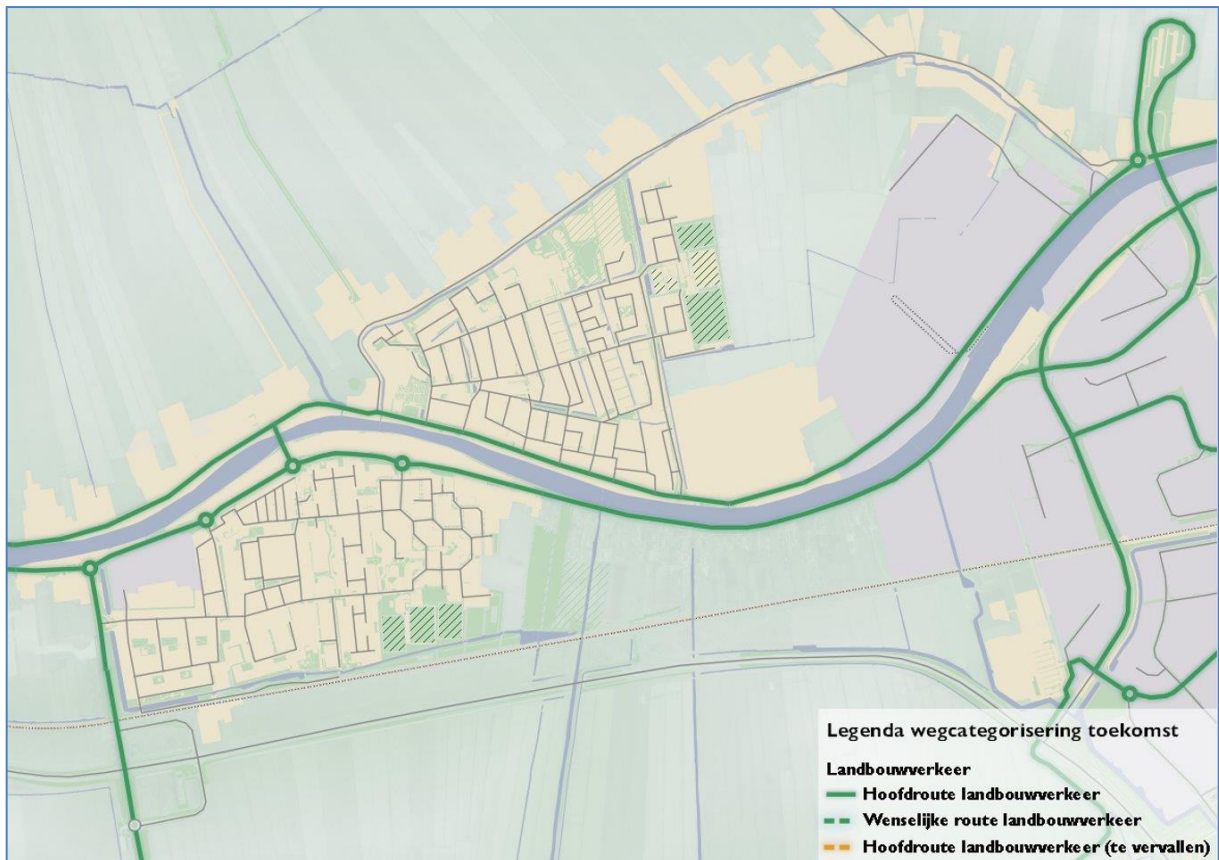 Legenda wegcategorisering toekomst
Landbouwverkeer
Hoofdroute landbouwverkeer
Wenselijke route landbouwverkeer
Hoofdroute landbouwverkeer (te vervallen)